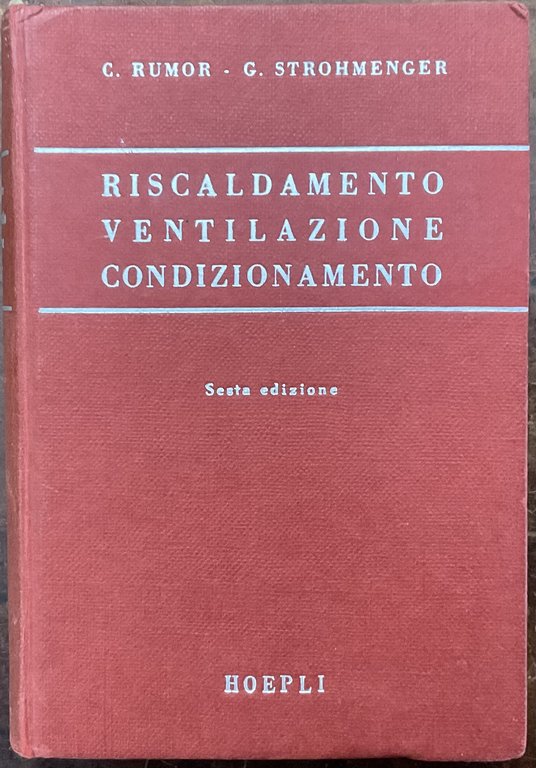 C. RUMOR - G. STROHMENGER
RISCALDAMENTO
VENTILAZIONE
CONDIZIONAMENTO
Sesta edizione
HOEPLI